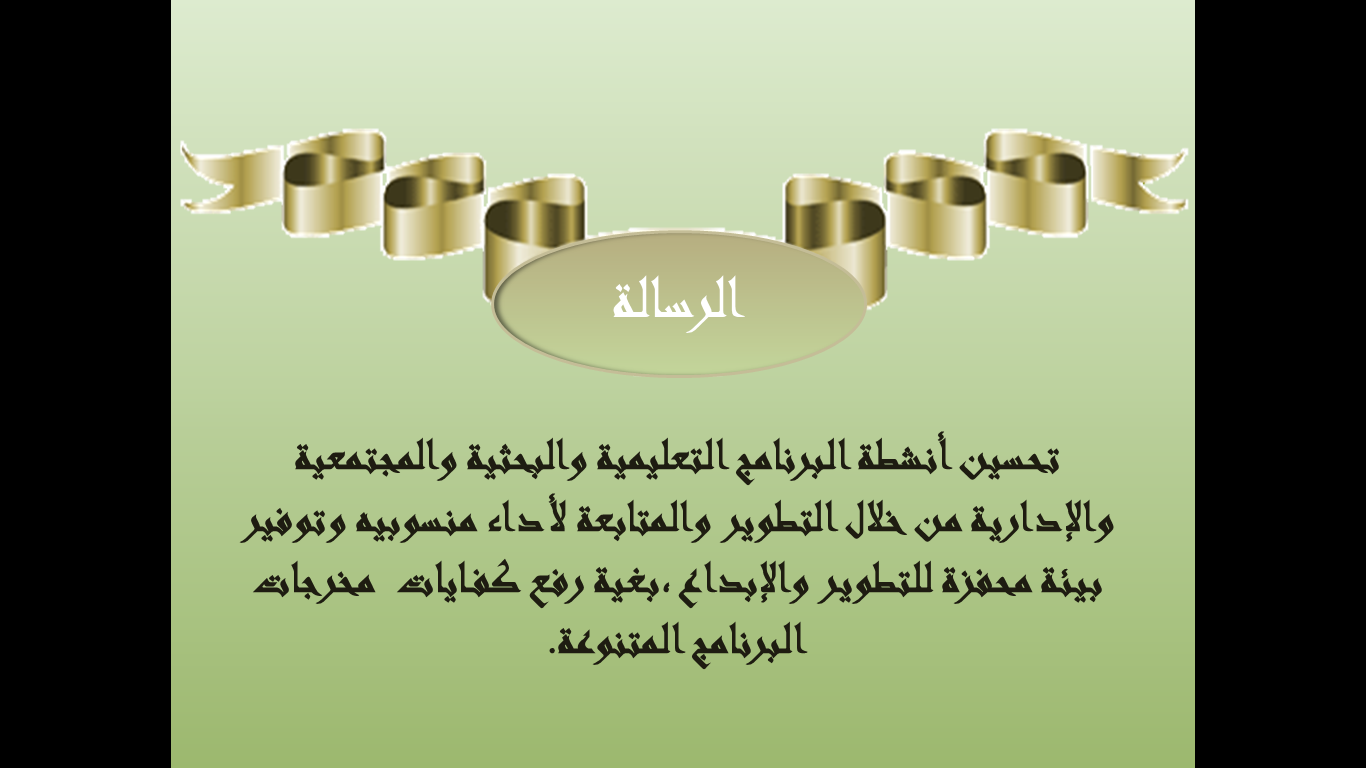 الرسالة
تحسين أنشطة البرنامج التعليمية والبحثية والمجتمعية
والإدارية من خلال التطوير والمتابعة لأداء منسوبيه وتوفير
بيئة محفزة للتطوير والإبداع ،بغية رفع كفايات مخرجات
البرنامج المتنوعة.